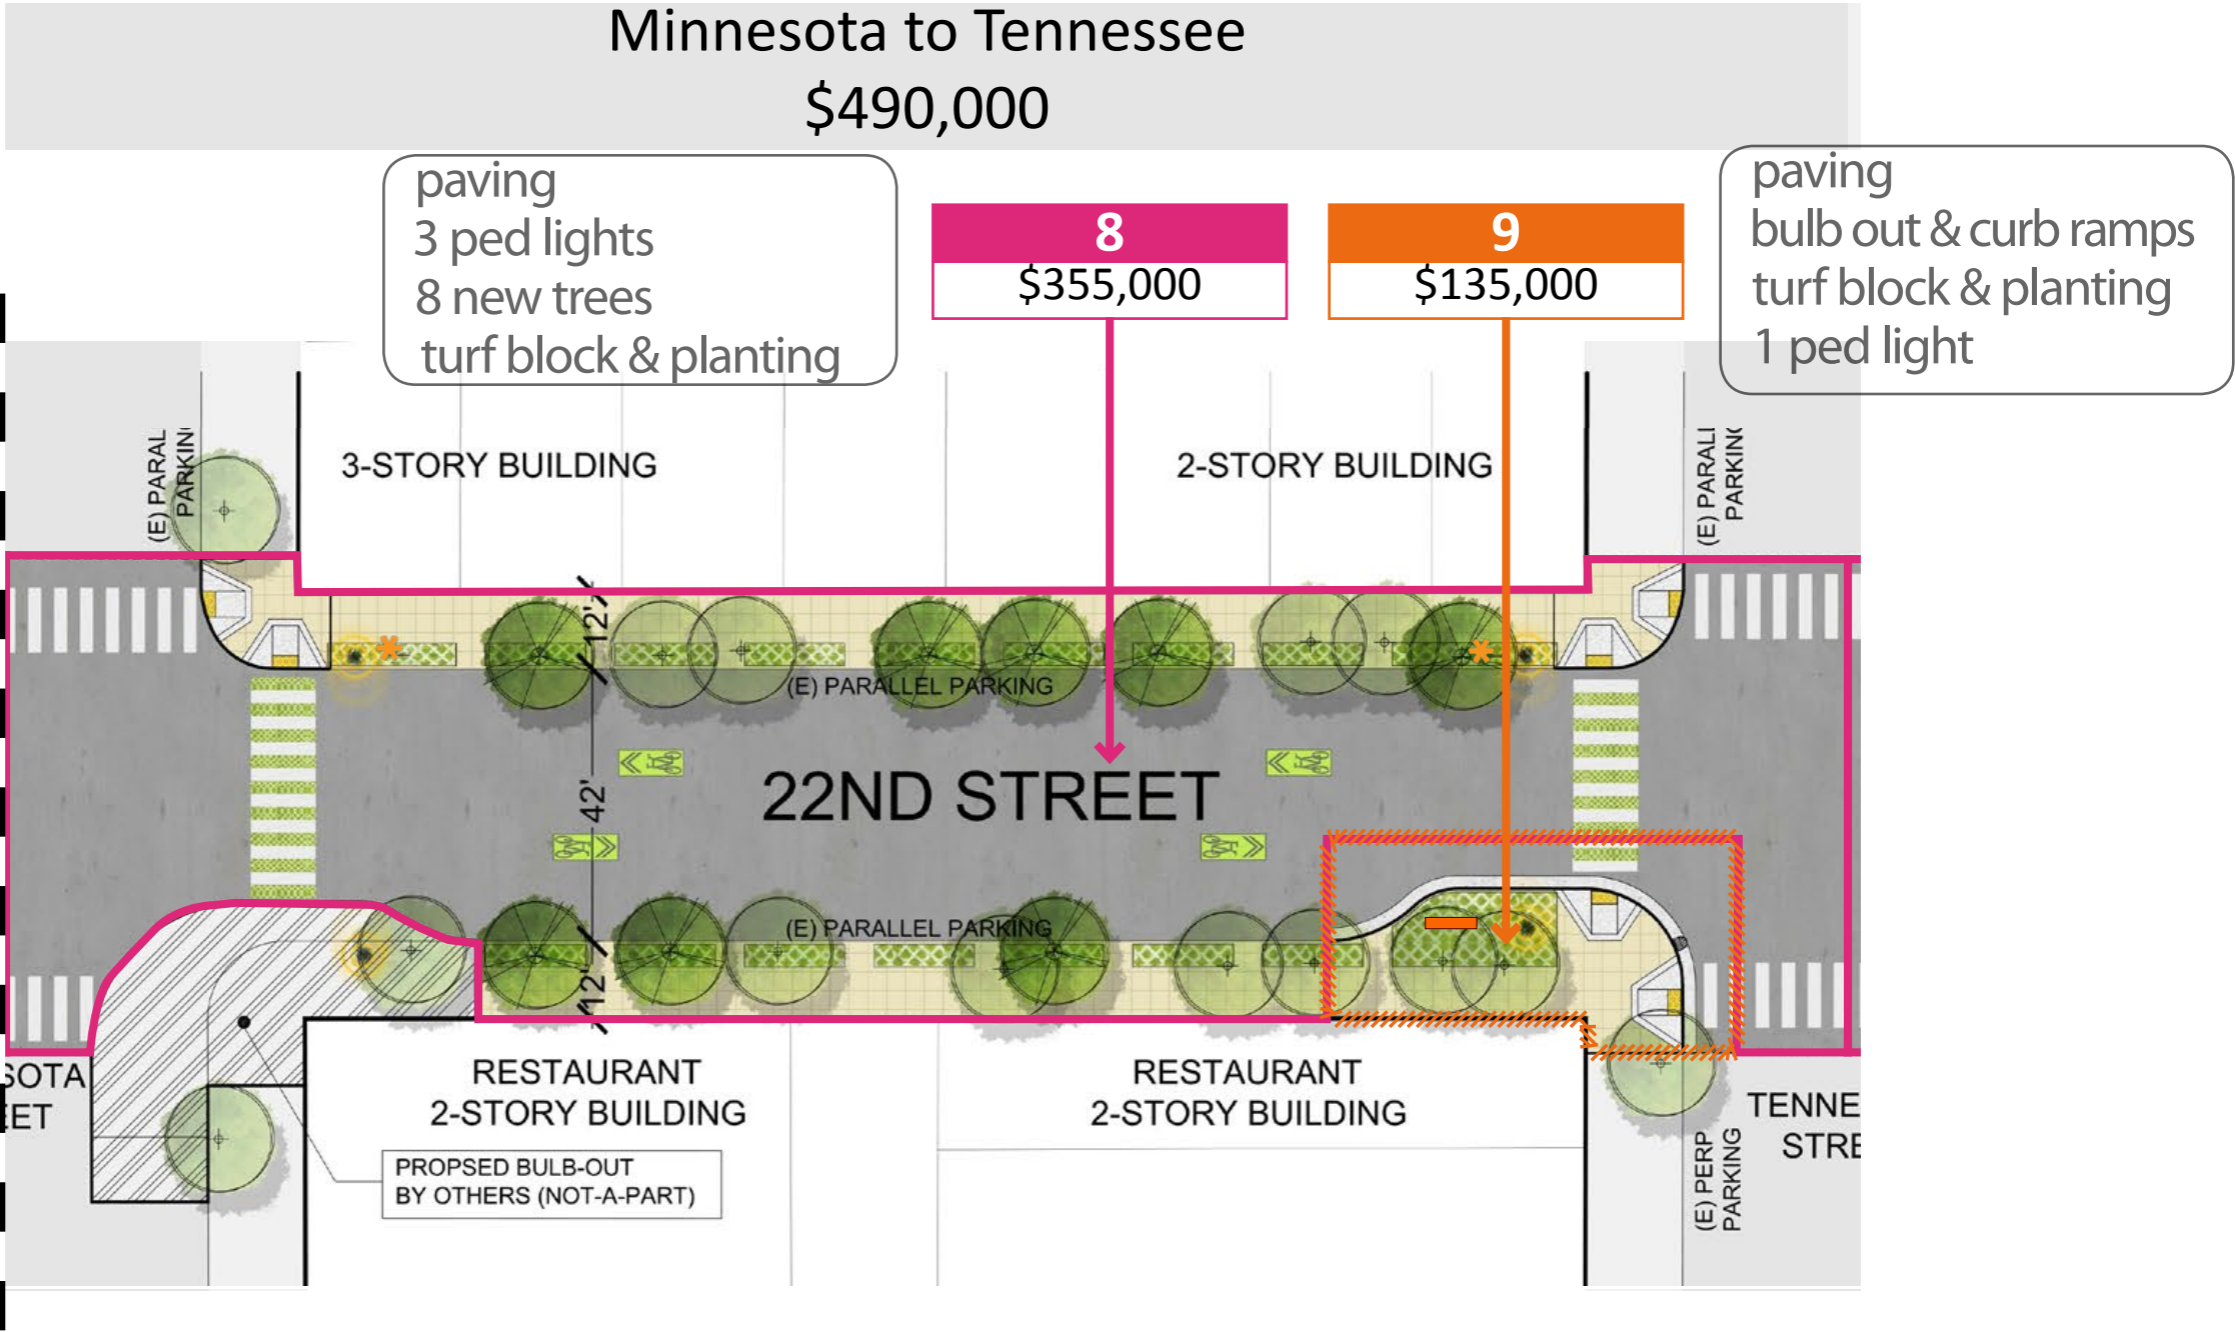 Minnesota to Tennessee
$490,000
paving
3 ped lights
8 new trees
turf block & planting
8
$355,000
9
$135,000
paving
bulb out & curb ramps
turf block & planting
1 ped light
(E) PARAL
PARKIN
3-STORY BUILDING
2-STORY BUILDING
(E) PARALI
PARKIN
12'
(E) PARALLEL PARKING
42'
22ND STREET
(E) PARALLEL PARKING
12'
SOTA
EET
RESTAURANT
2-STORY BUILDING
RESTAURANT
2-STORY BUILDING
TENNE
STRE
PROPSED BULB-OUT
BY OTHERS (NOT-A-PART)
(E) PERP
PARKING